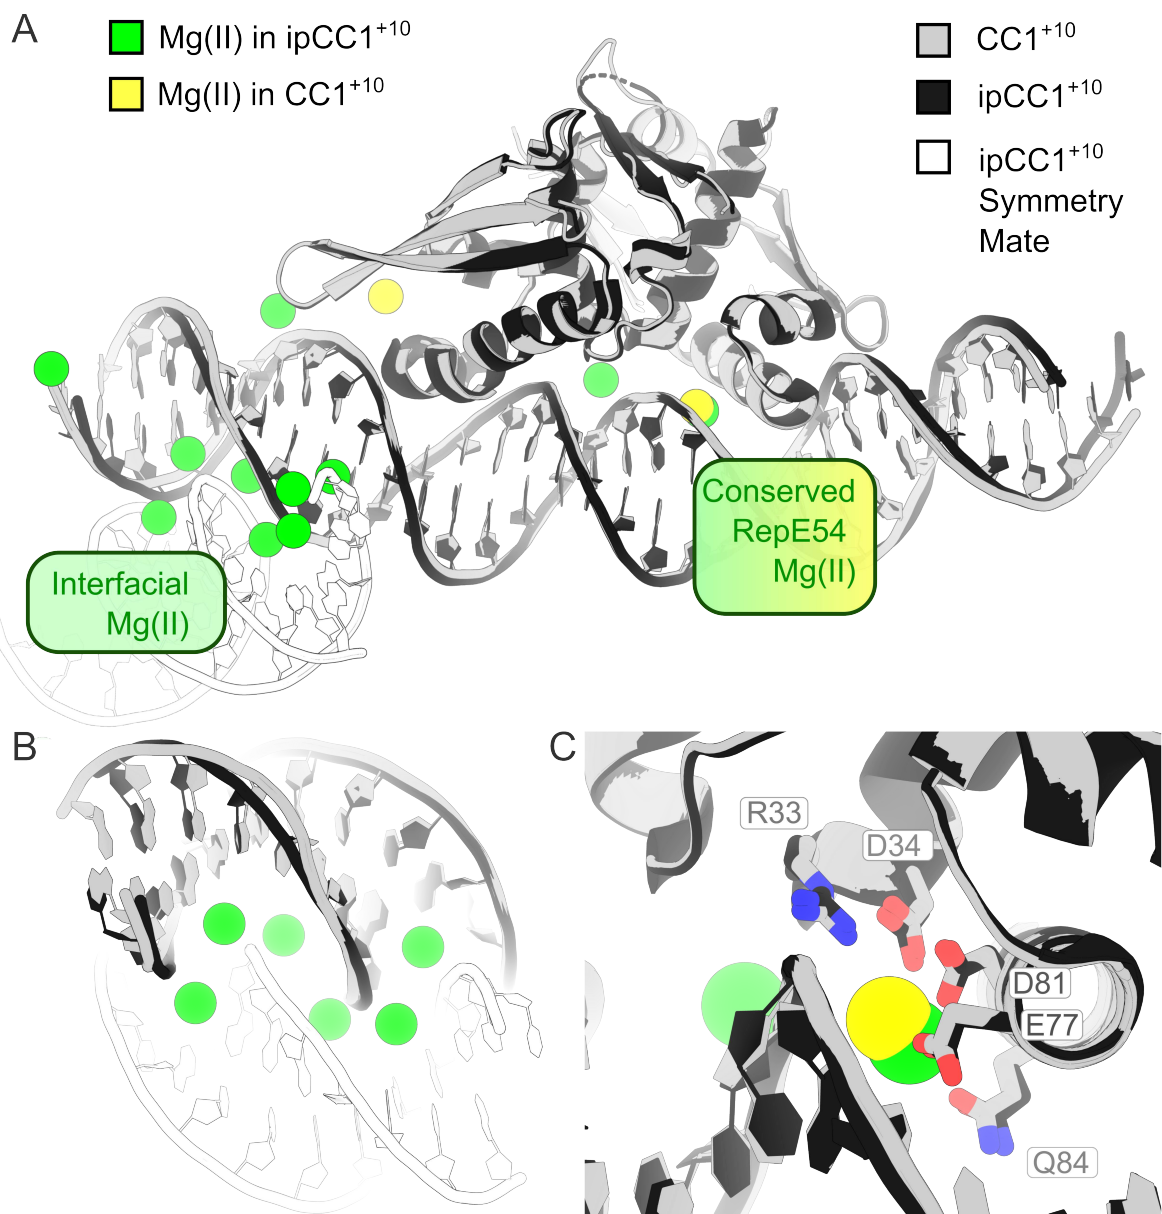 A
Mg(II) in ipCC1+10
Mg(II) in CC1+10
CC1+10
ipCC1+10
ipCC1+10
Symmetry
Mate
Conserved
RepE54
Mg(II)
Interfacial
Mg(II)
B
C
R33
D34
D81
E77
Q84